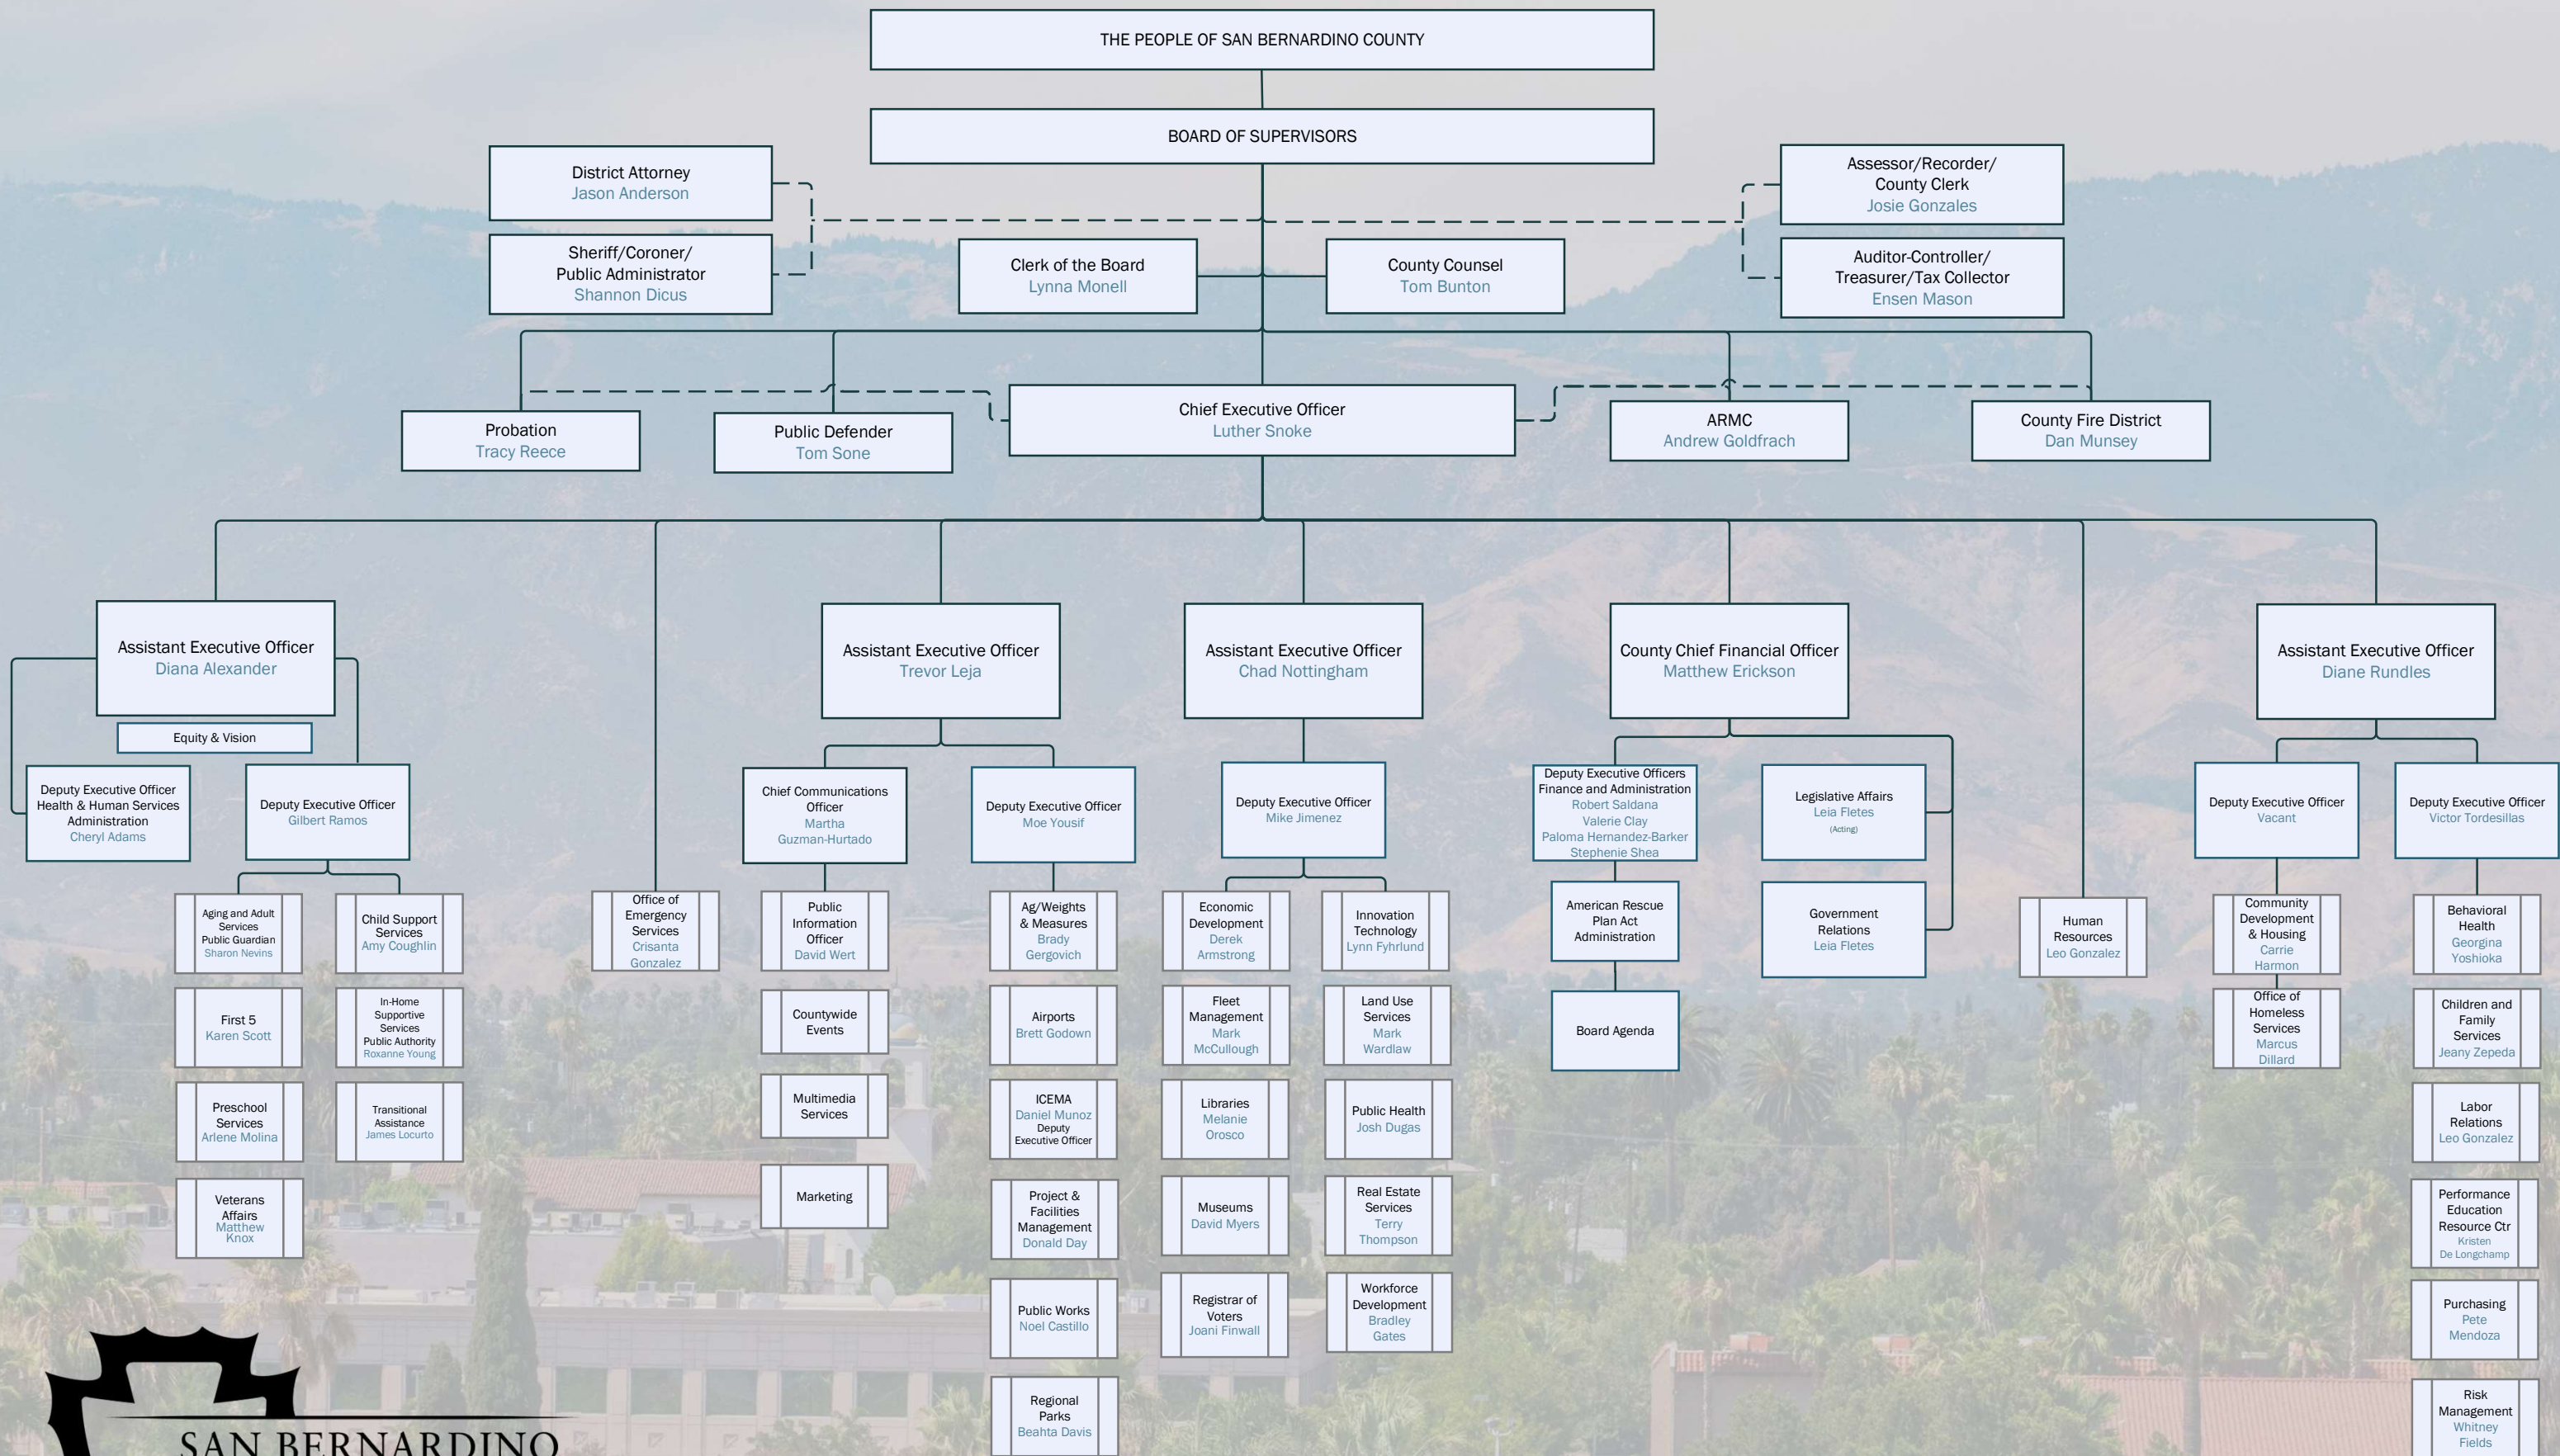 THE PEOPLE OF SAN BERNARDINO COUNTY
BOARD OF SUPERVISORS
District Attorney
Jason Anderson
Sheriff/Coroner/
Public Administrator
Shannon Dicus
Clerk of the Board
Lynna Monell
County Counsel
Tom Bunton
Assessor/Recorder/
County Clerk
Josie Gonzales
Auditor-Controller/
Treasurer/Tax Collector
Ensen Mason
Probation
Tracy Reece
Public Defender
Tom Sone
Chief Executive Officer
Luther Snoke
ARMC
Andrew Goldfrach
County Fire District
Dan Munsey
Assistant Executive Officer
Diana Alexander
Equity & Vision
Deputy Executive Officer
Health & Human Services
Administration
Cheryl Adams
Deputy Executive Officer
Gilbert Ramos
Aging and Adult
Services
Public Guardian
Sharon Nevins
Child Support
Services
Amy Coughlin
First 5
Karen Scott
In-Home
Supportive
Services
Public Authority
Roxanne Young
Preschool
Services
Arlene Molina
Transitional
Assistance
James Locurto
Veterans
Affairs
Matthew
Knox
Office of
Emergency
Services
Crisanta
Gonzalez
Assistant Executive Officer
Trevor Leja
Chief Communications
Officer
Martha
Guzman-Hurtado
Public
Information
Officer
David Wert
Countywide
Events
Multimedia
Services
Marketing
Deputy Executive Officer
Moe Yousif
Ag/Weights
& Measures
Brady
Gergovich
Airports
Brett Godown
ICEMA
Daniel Munoz
Deputy
Executive Officer
Project &
Facilities
Management
Donald Day
Public Works
Noel Castillo
Regional
Parks
Beahta Davis
Assistant Executive Officer
Chad Nottingham
Deputy Executive Officer
Mike Jimenez
Economic
Development
Derek
Armstrong
Innovation
Technology
Lynn Fyhrlund
Fleet
Management
Mark
McCullough
Land Use
Services
Mark
Wardlaw
Libraries
Melanie
Orosco
Public Health
Josh Dugas
Museums
David Myers
Real Estate
Services
Terry
Thompson
Registrar of
Voters
Joani Finwall
Workforce
Development
Bradley
Gates
County Chief Financial Officer
Matthew Erickson
Deputy Executive Officers
Finance and Administration
Robert Saldana
Valerie Clay
Paloma Hernandez-Barker
Stephenie Shea
American Rescue
Plan Act
Administration
Board Agenda
Legislative Affairs
Leia Fletes
(Acting)
Government
Relations
Leia Fletes
Human
Resources
Leo Gonzalez
Assistant Executive Officer
Diane Rundles
Deputy Executive Officer
Vacant
Community
Development
& Housing
Carrie
Harmon
Office of
Homeless
Services
Marcus
Dillard
Deputy Executive Officer
Victor Tordesillas
Behavioral
Health
Georgina
Yoshioka
Children and
Family
Services
Jeany Zepeda
Labor
Relations
Leo Gonzalez
Performance
Education
Resource Ctr
Kristen
De Longchamp
Purchasing
Pete
Mendoza
Risk
Management
Whitney
Fields
SAN BERNARDINO